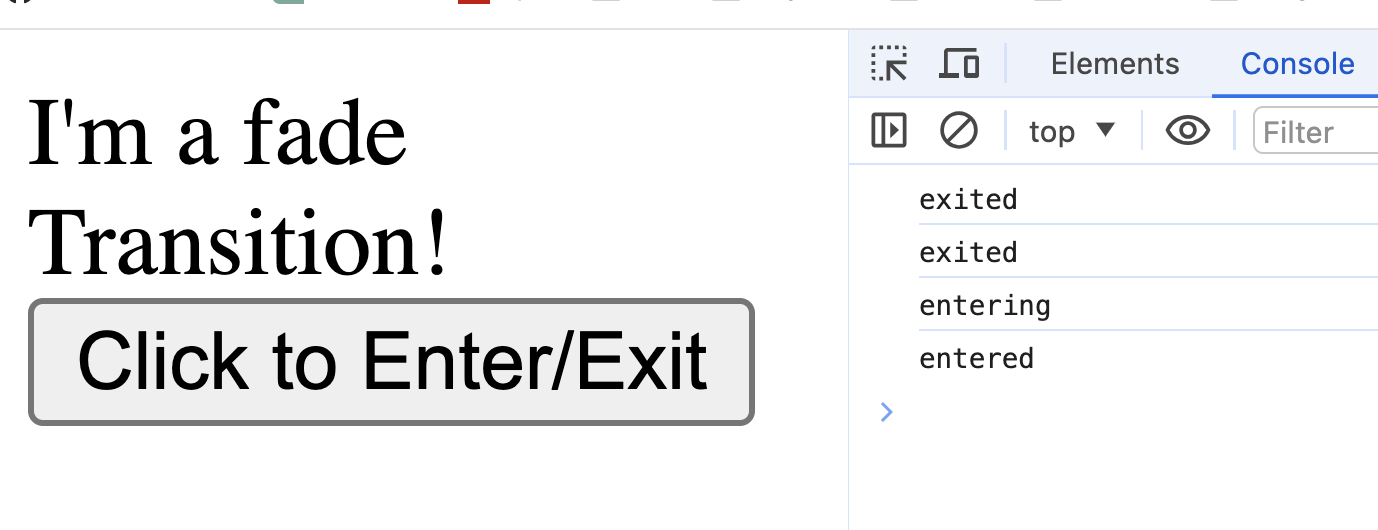 I'm a fade
Transition!
Click to Enter/Exit
Elements
Console
top
Filter
exited
exited
entering
entered